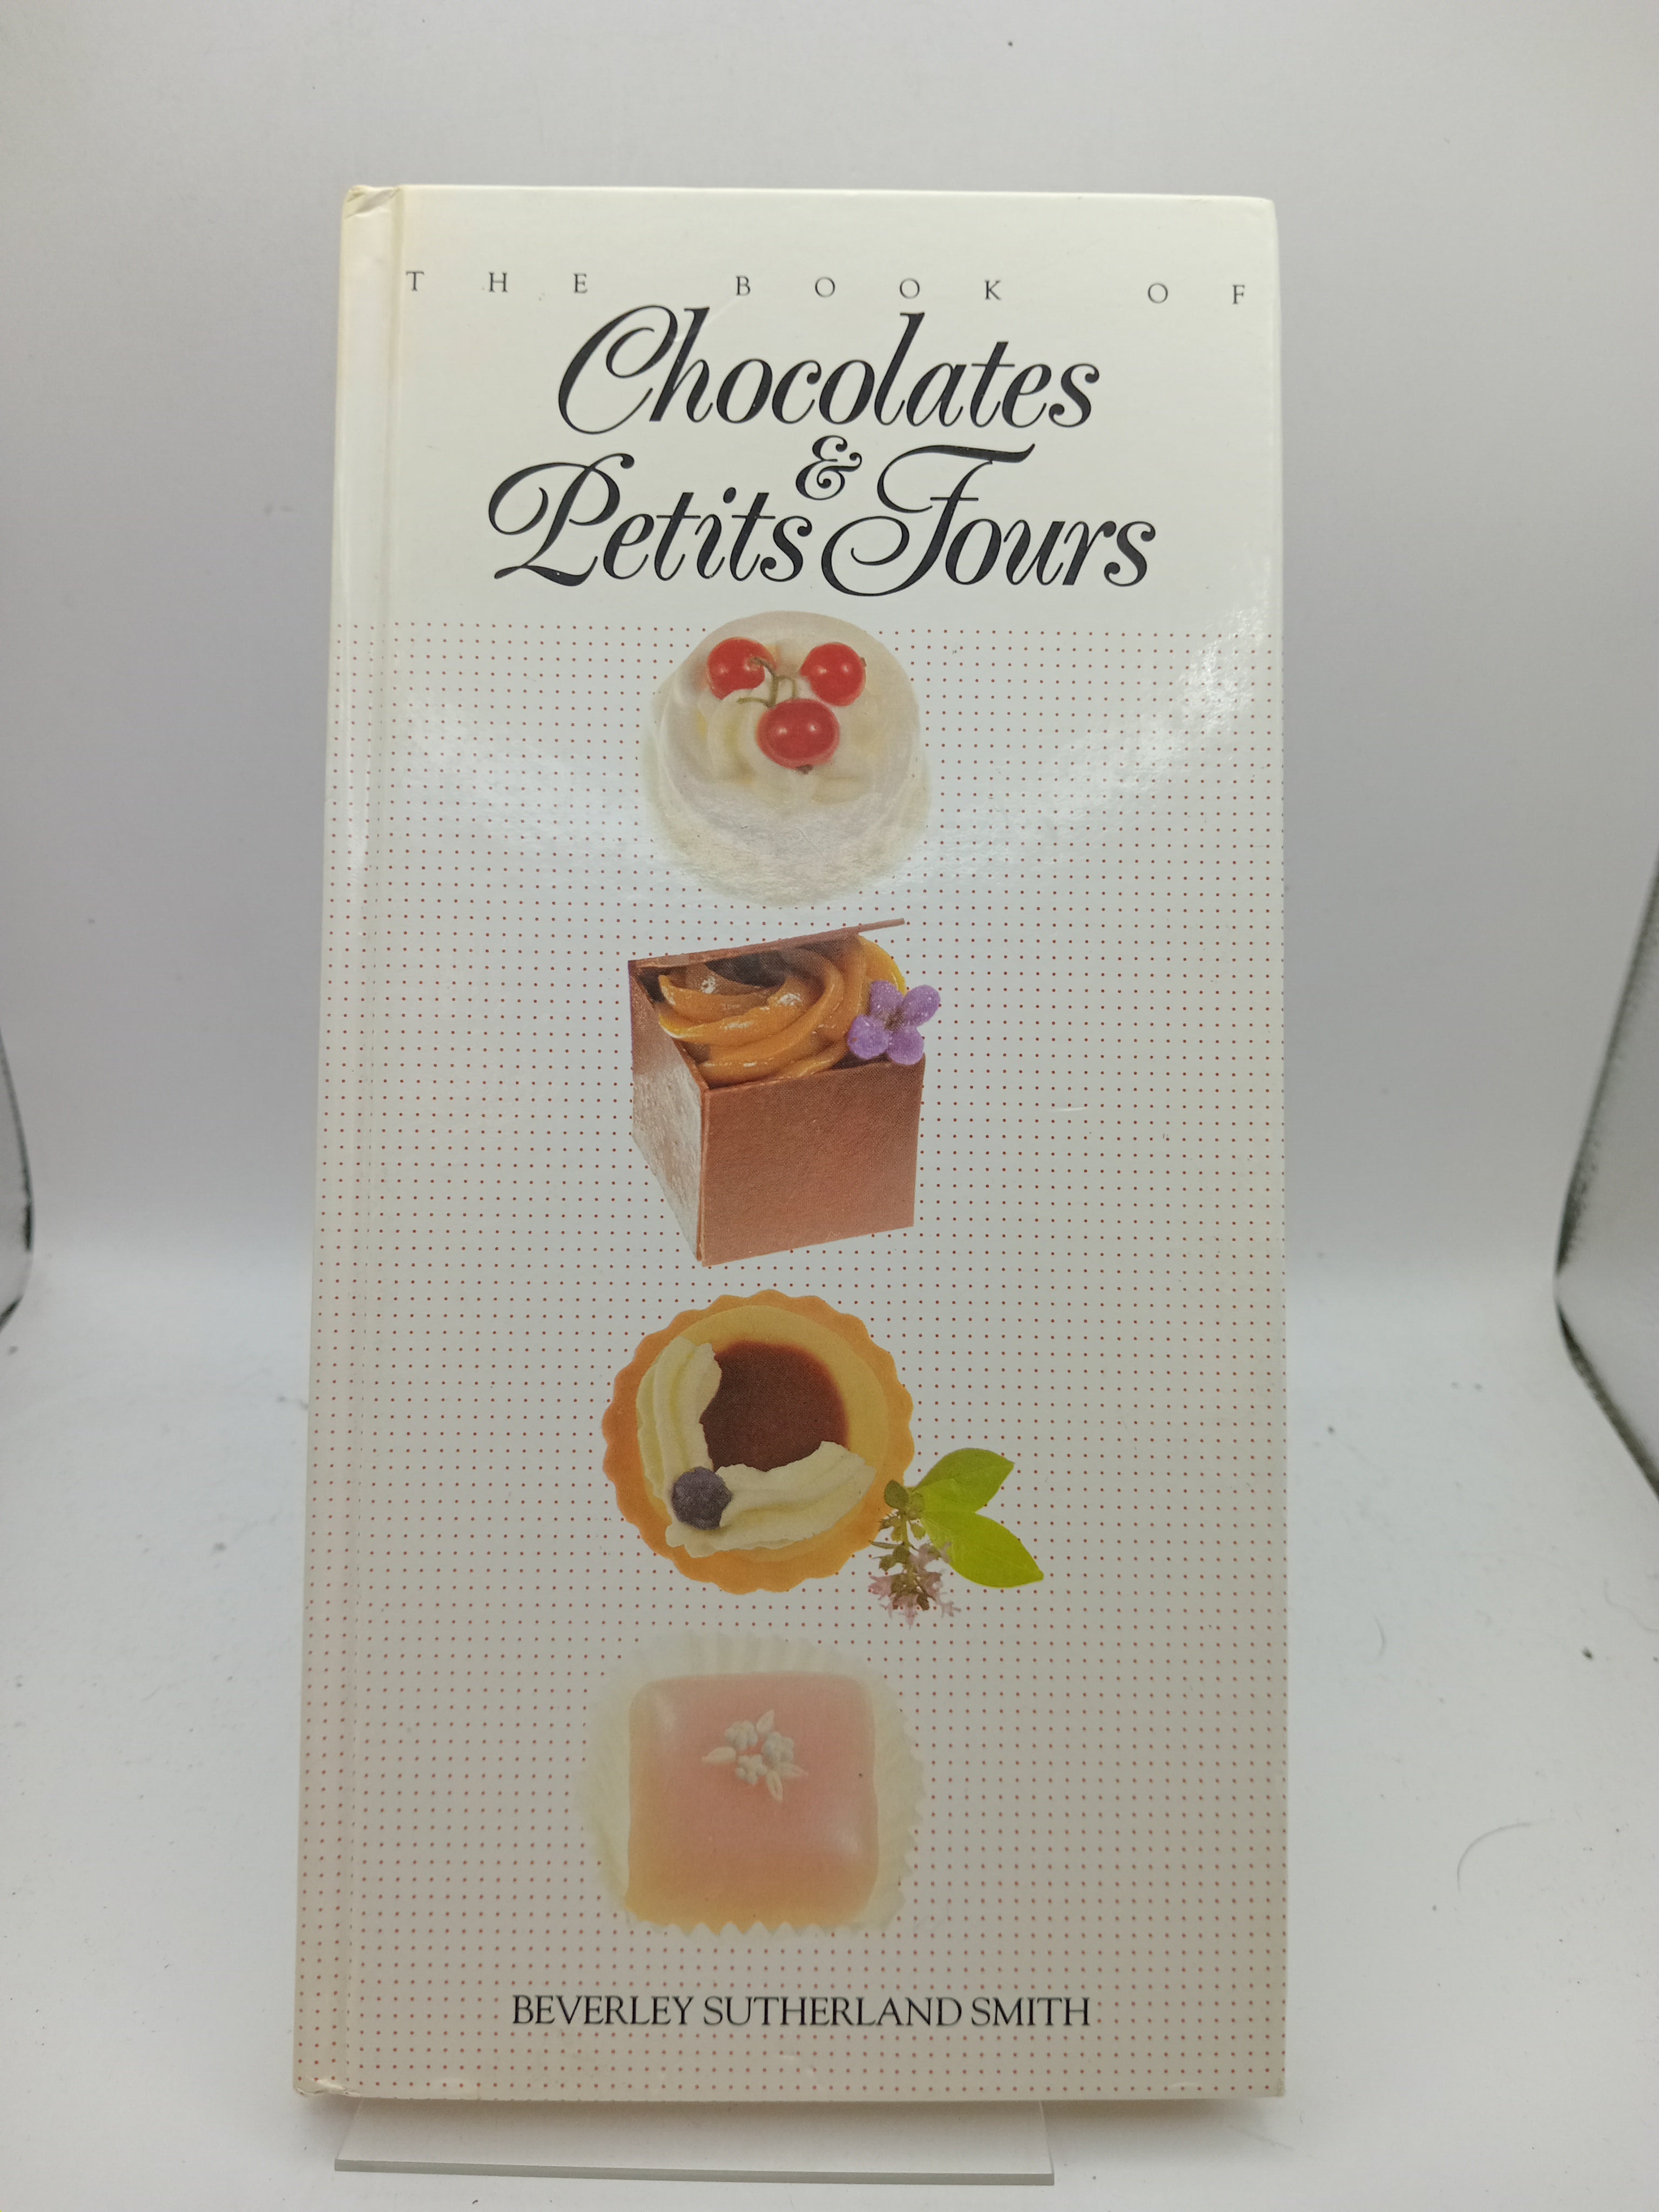 THE BOOK OF
Chocolates
&
Petits Fours
BEVERLEY SUTHERLAND SMITH